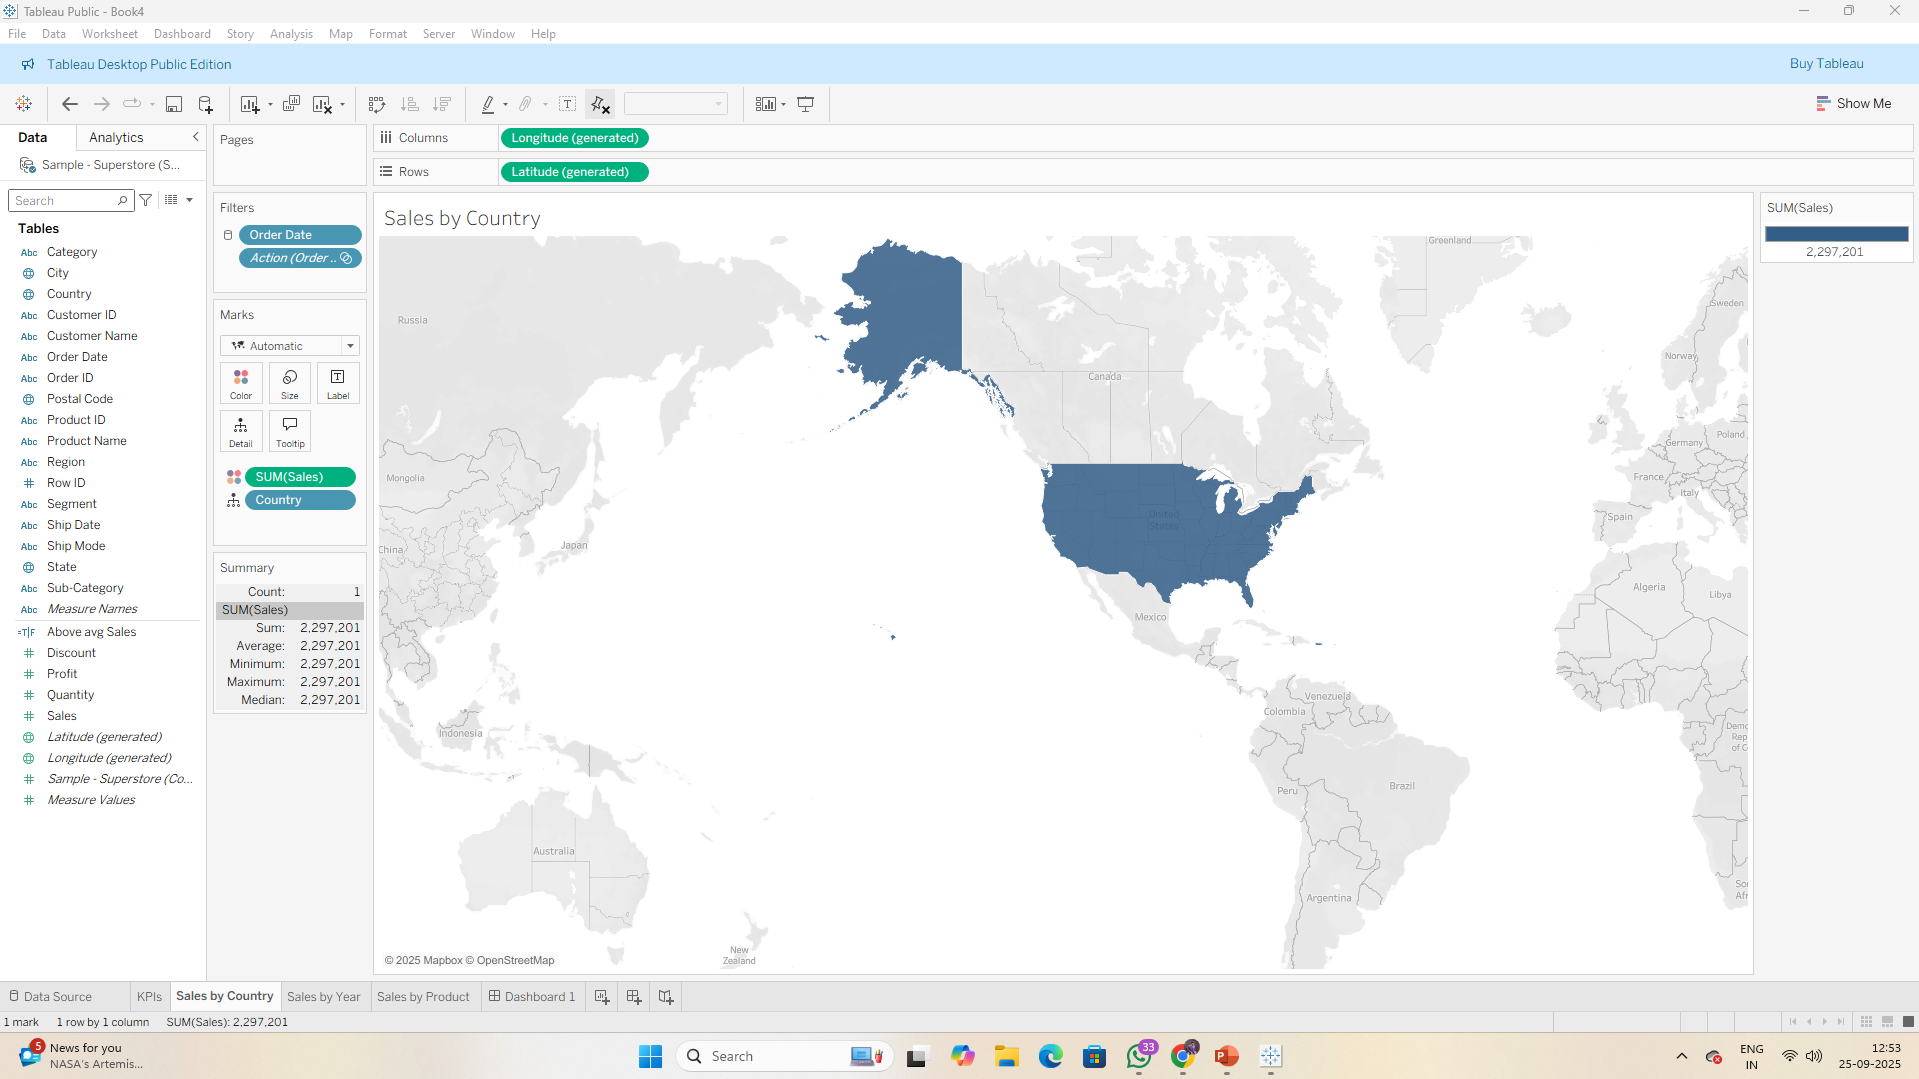 Tableau Public - Book4
File Data Worksheet Dashboard Story Analysis Map Format Server Window Help
Tableau Desktop Public Edition
Buy Tableau
Show Me
Data Analytics
Sample - Superstore (S...
Search
Tables
Abc Category
City
Country
Abc Customer ID
Abc Customer Name
Abc Order Date
Abc Order ID
Postal Code
Abc Product ID
Abc Product Name
Abc Region
# Row ID
Abc Segment
Abc Ship Date
Abc Ship Mode
State
Abc Sub-Category
Abc Measure Names
=T|F Above avg Sales
# Discount
# Profit
# Quantity
# Sales
Latitude (generated)
Longitude (generated)
# Sample - Superstore (Co...
# Measure Values
Pages
Filters
Order Date
Action (Order ..
Marks
Automatic
Color Size Label
Detail Tooltip
SUM(Sales)
Country
Summary
Count: 1
SUM(Sales)
Sum: 2,297,201
Average: 2,297,201
Minimum: 2,297,201
Maximum: 2,297,201
Median: 2,297,201
Columns Longitude (generated)
Rows Latitude (generated)
Sales by Country
Greenland
Russia
Sweden
Norway
Canada
Germany
Poland
France
Italy
Spain
Mongolia
United
States
China
Japan
Algeria
Libya
Mexico
Venezuela
Colombia
Indonesia
Demo
Rep
of C
Peru
Brazil
Australia
Argentina
So
Afr
New
Zealand
© 2025 Mapbox © OpenStreetMap
SUM(Sales)
2,297,201
Data Source KPIs Sales by Country Sales by Year Sales by Product Dashboard 1
1 mark 1 row by 1 column SUM(Sales): 2,297,201
5
News for you
NASA's Artemis...
Search
33
ENG
IN
12:53
25-09-2025